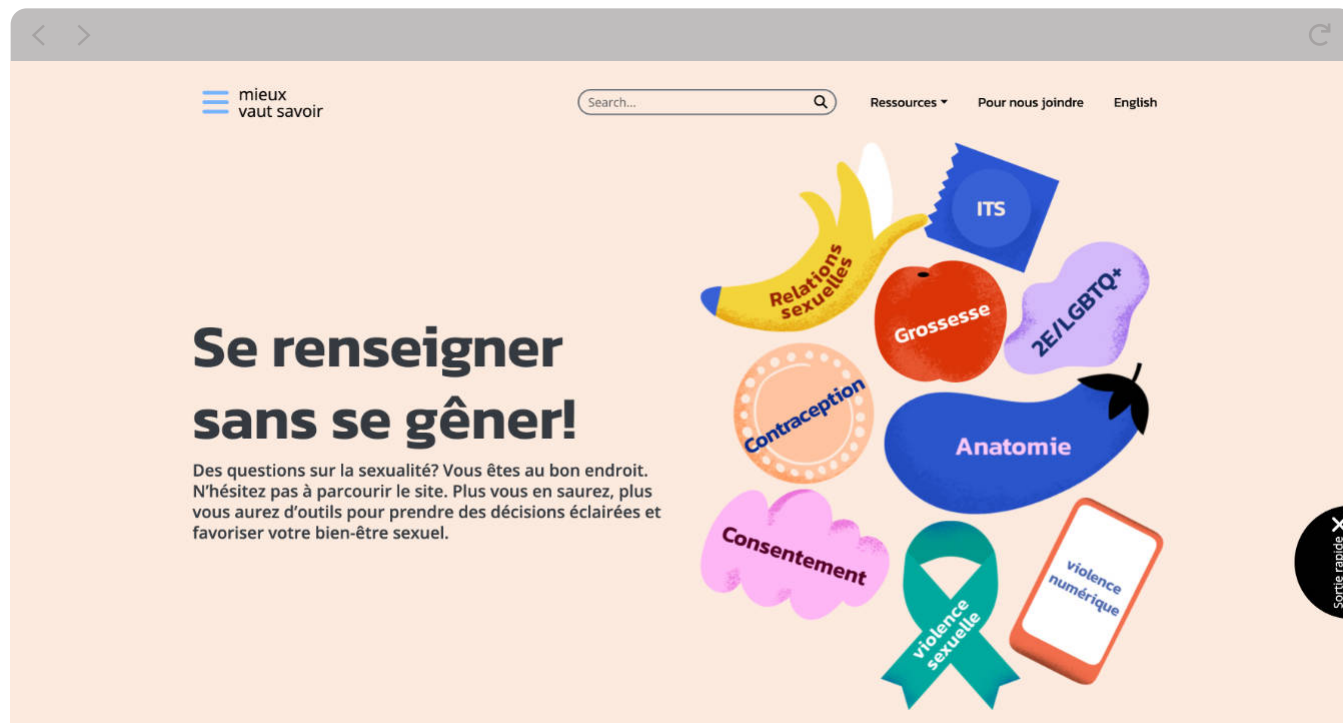 mieux
vaut savoir
Search...
Ressources
Pour nous joindre
English
Se renseigner
sans se gêner!
Des questions sur la sexualité? Vous êtes au bon endroit.
N’hésitez pas à parcourir le site. Plus vous en saurez, plus
vous aurez d’outils pour prendre des décisions éclairées et
favoriser votre bien-être sexuel.
ITS
Relations
sexuelles
Grossesse
2E/LGBTQ+
Contraception
Anatomie
Consentement
violence
sexuelle
violence
numérique
Sortie rapide